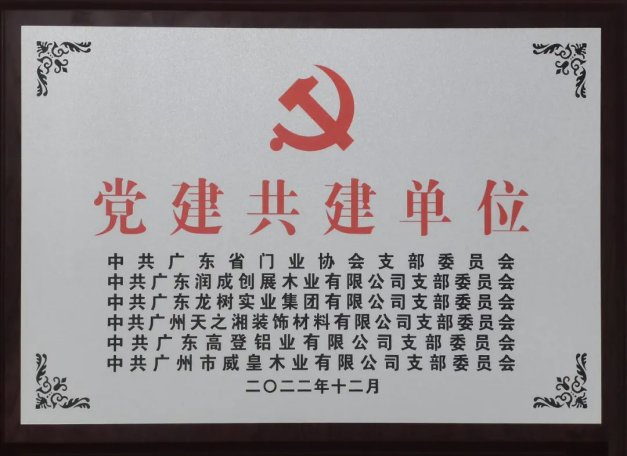 党建共建单位
中共广东省门业协会支部委员会
中共广东润成创展木业有限公司支部委员会
中共广东龙树实业集团有限公司支部委员会
中共广州天之湘装饰材料有限公司支部委员会
中共广东高登铝业有限公司支部委员会
中共广州市威皇木业有限公司支部委员会
二〇二二年十二月